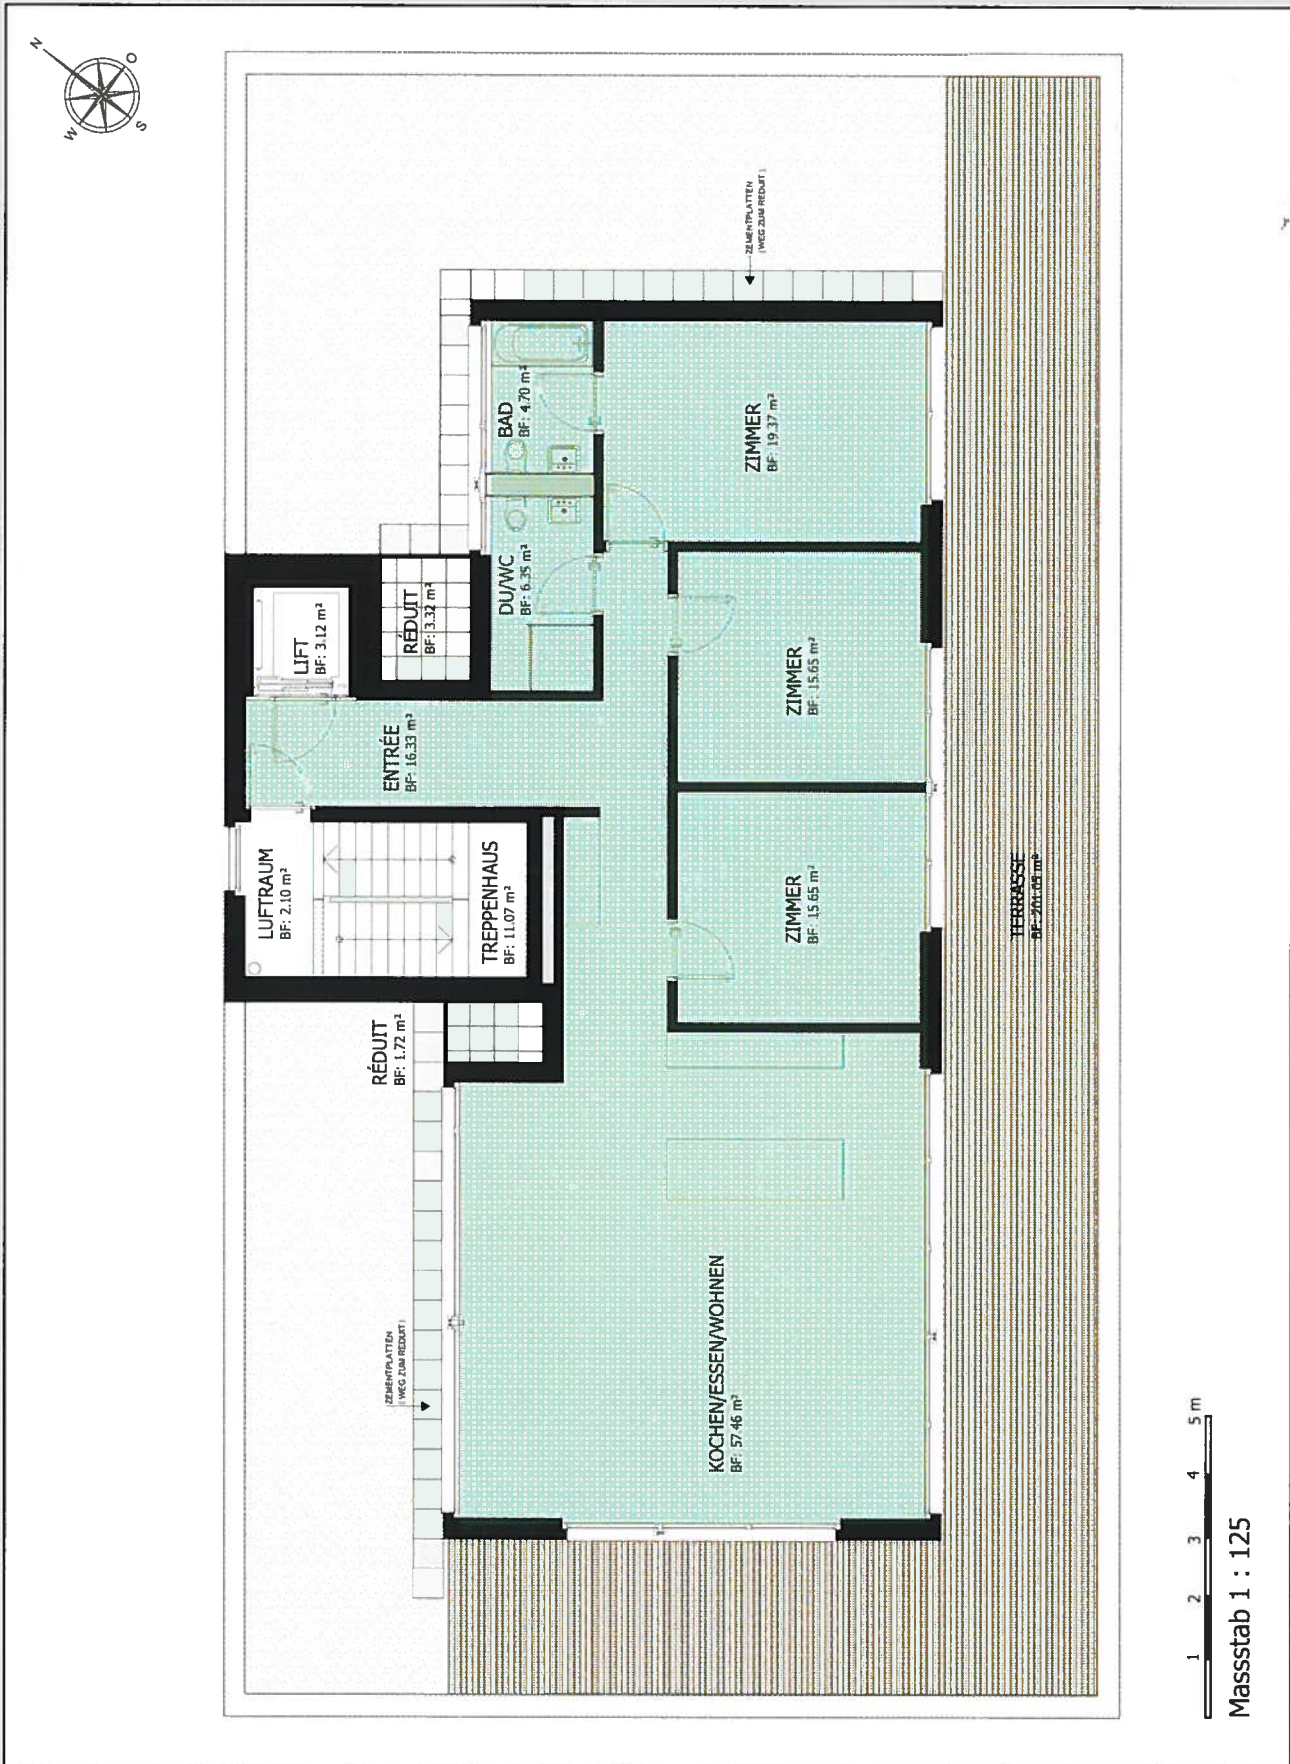 N
O
S
W
LIFT
BF: 3.12 m²
RÉDUIT
BF: 3.32 m²
BAD
BF: 4.70 m²
DU/WC
BF: 6.35 m²
ZEMENTPLATTEN
( WEG ZUM REDUIT )
ENTRÉE
BF: 16.33 m²
ZIMMER
BF: 19.37 m²
LUFTRAUM
BF: 2.10 m²
TREPPENHAUS
BF: 11.07 m²
ZIMMER
BF: 15.65 m²
RÉDUIT
BF: 1.72 m²
ZIMMER
BF: 15.65 m²
TERRASSE
ZEMENTPLATTEN
( WEG ZUM REDUIT )
KOCHEN/ESSEN/WOHNEN
BF: 57.46 m²
1 2 3 4 5 m
Massstab 1 : 125